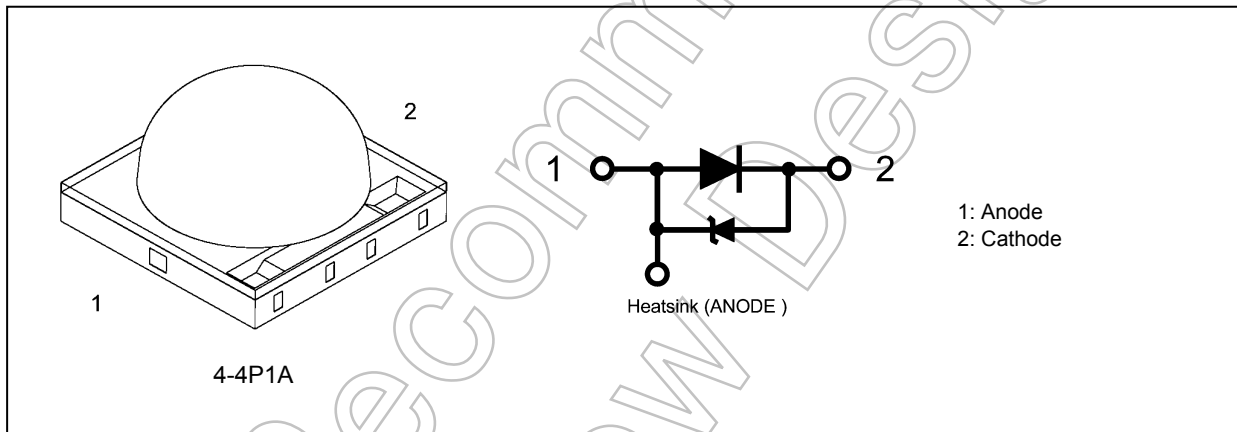 2
1
4-4P1A
1
2
Heatsink (ANODE )
1: Anode
2: Cathode